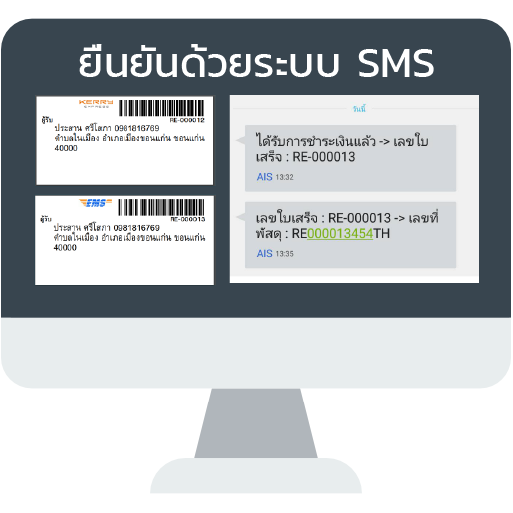 ยืนยันด้วยระบบ SMS
KERRY
EXPRESS
ผู้รับ
RE-000012
ประสาน ศรีโสภา 0981816769
ตำบลในเมือง อำเภอเมืองขอนแก่น ขอนแก่น
40000
EMS
ผู้รับ
RE-000013
ประสาน ศรีโสภา 0981816769
ตำบลในเมือง อำเภอเมืองขอนแก่น ขอนแก่น
40000
วันนี้
ได้รับการชำระเงินแล้ว -> เลขใบ
เสร็จ : RE-000013
AIS 13:32
เลขใบเสร็จ : RE-000013 -> เลขที่
พัสดุ : RE000013454TH
AIS 13:35